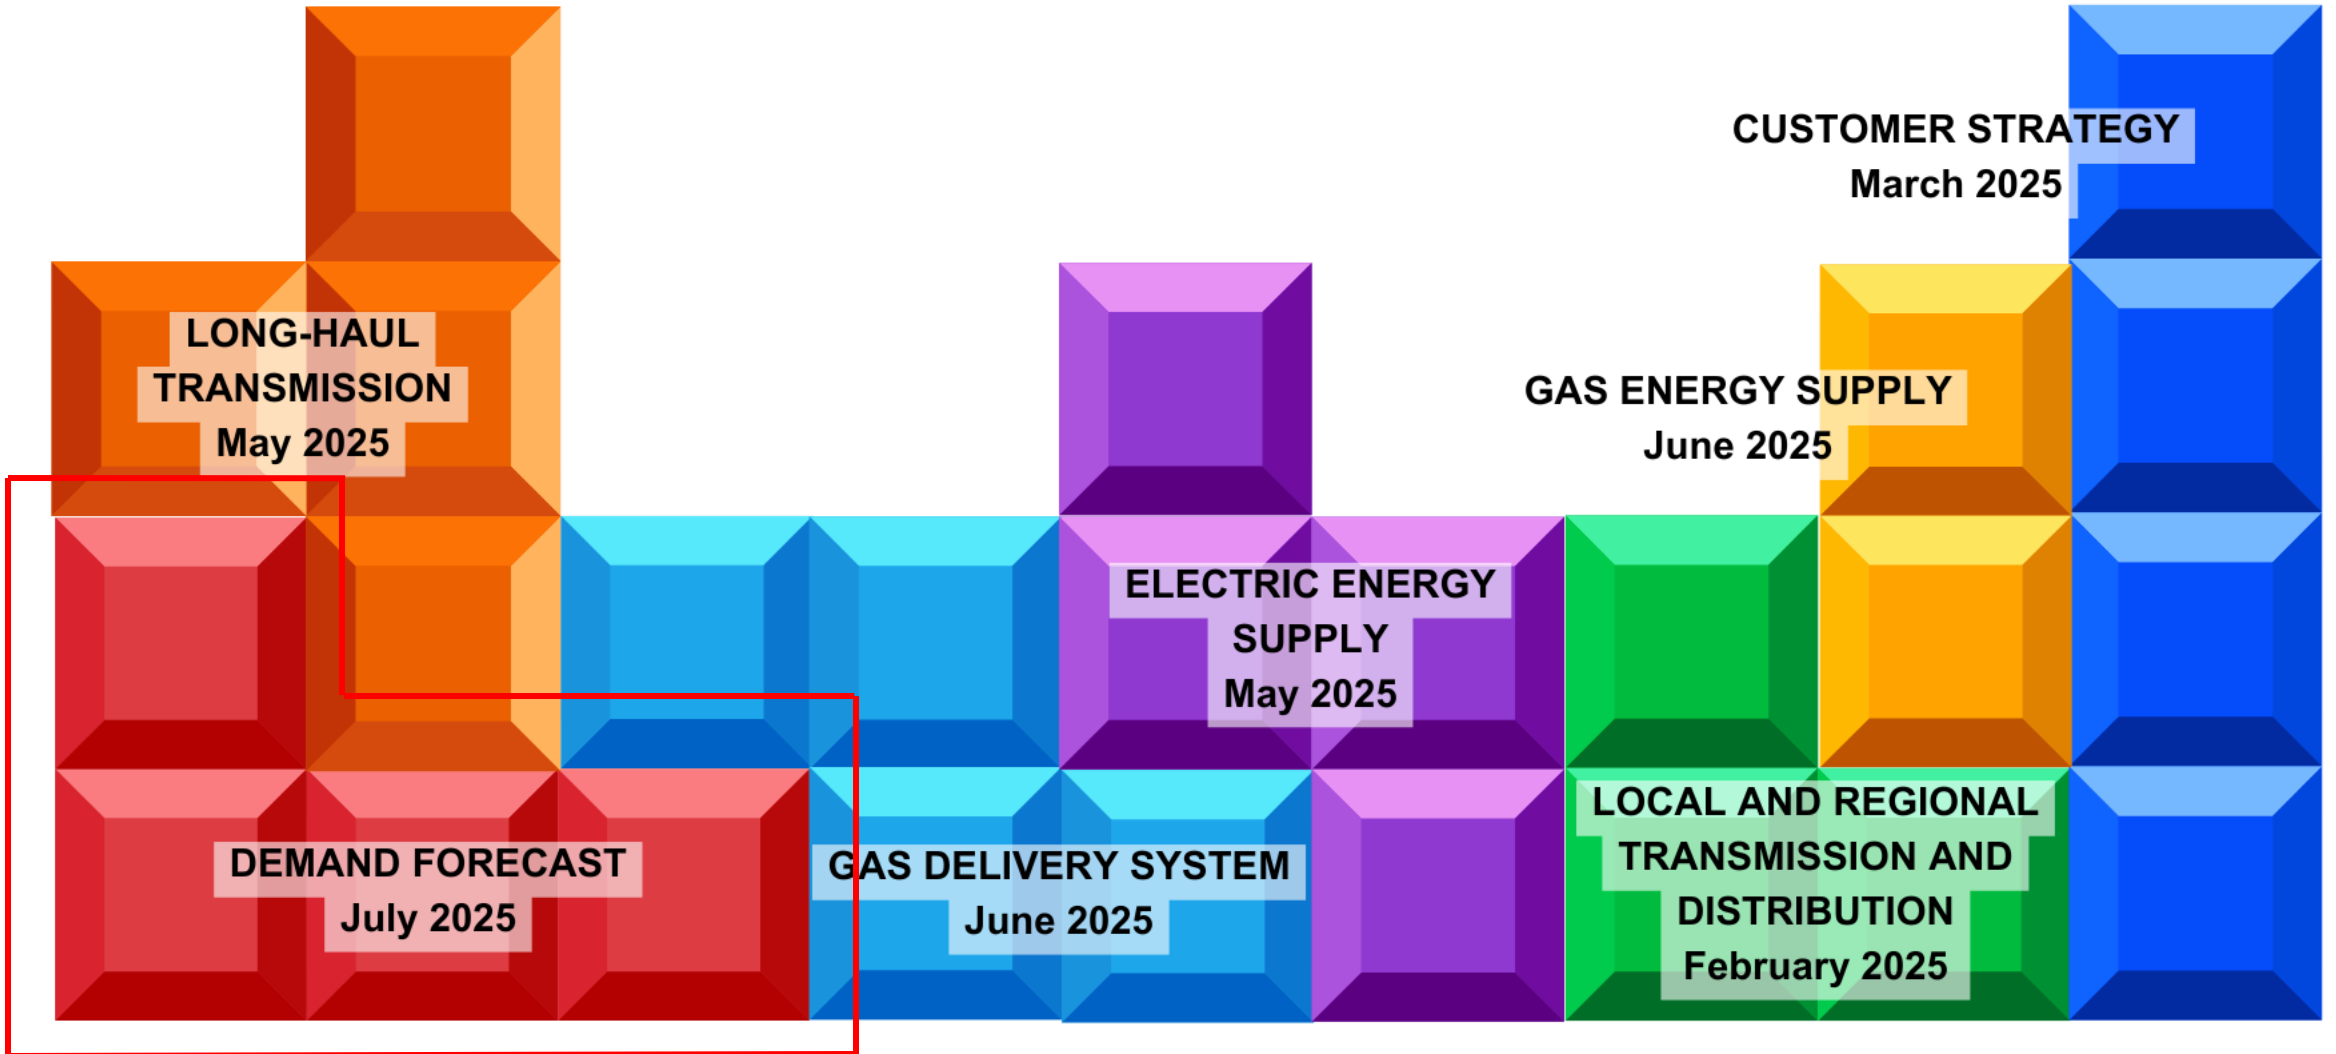 CUSTOMER STRATEGY
March 2025
LONG-HAUL
TRANSMISSION
May 2025
GAS ENERGY SUPPLY
June 2025
ELECTRIC ENERGY
SUPPLY
May 2025
DEMAND FORECAST
July 2025
GAS DELIVERY SYSTEM
June 2025
LOCAL AND REGIONAL
TRANSMISSION AND
DISTRIBUTION
February 2025